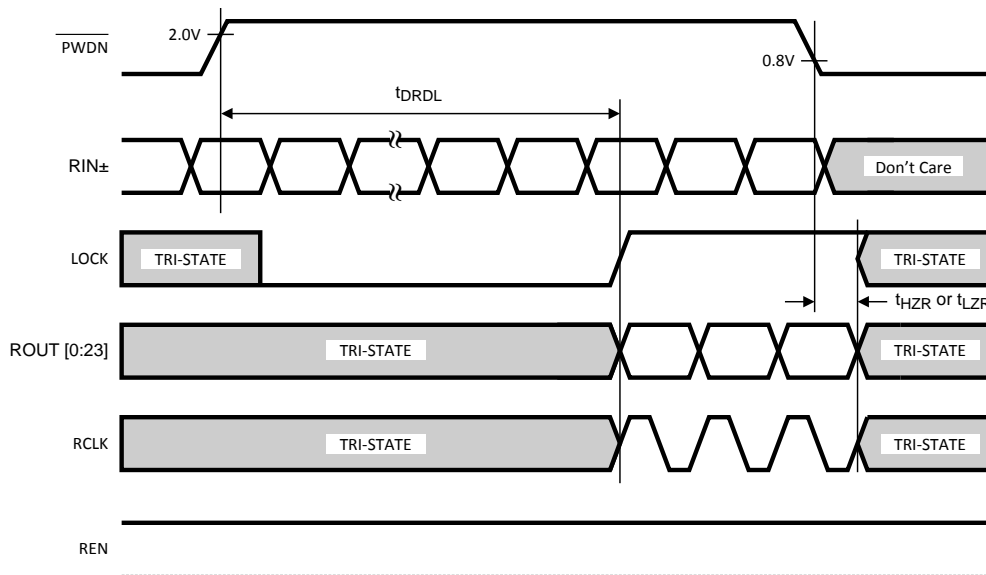 PWDN
2.0V
0.8V
tDRDL
RIN±
Don't Care
LOCK
TRI-STATE
TRI-STATE
tHZR or tLZR
ROUT [0:23]
TRI-STATE
TRI-STATE
RCLK
TRI-STATE
TRI-STATE
REN